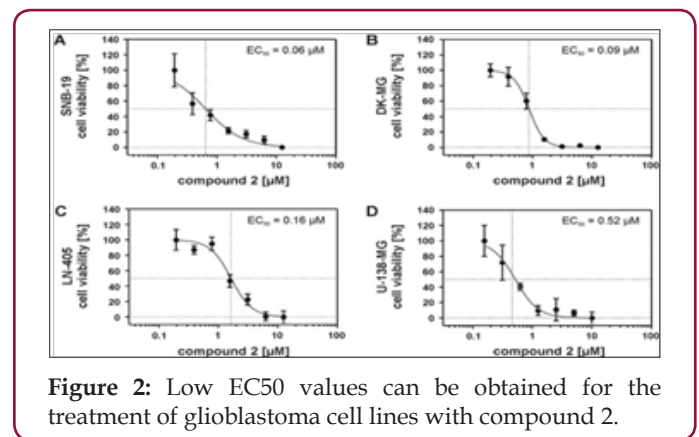 A
EC₅₀ = 0.06 µM
SNB-19
cell viability [%]
140
120
100
80
60
40
20
0
0.1
1
10
100
compound 2 [µM]
B
EC₅₀ = 0.09 µM
DK-MG
cell viability [%]
140
120
100
80
60
40
20
0
0.1
1
10
100
compound 2 [µM]
C
EC₅₀ = 0.16 µM
LN-405
cell viability [%]
140
120
100
80
60
40
20
0
0.1
1
10
100
compound 2 [µM]
D
EC₅₀ = 0.52 µM
U-138-MG
cell viability [%]
140
120
100
80
60
40
20
0
0.1
1
10
100
compound 2 [µM]
Figure 2: Low EC50 values can be obtained for the
treatment of glioblastoma cell lines with compound 2.